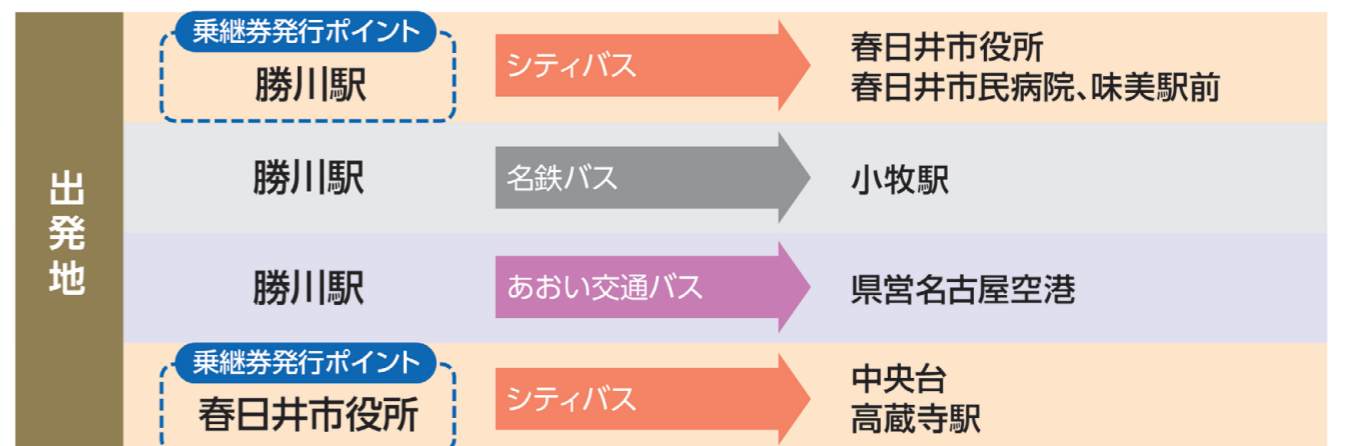 出発地
乗継券発行ポイント
勝川駅
シティバス
春日井市役所
春日井市民病院、味美駅前
勝川駅
名鉄バス
小牧駅
勝川駅
あおい交通バス
県営名古屋空港
乗継券発行ポイント
春日井市役所
シティバス
中央台
高蔵寺駅